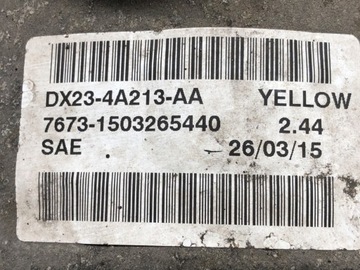 DX23-4A213-AA YELLOW
7673-1503265440 2.44
SAE 26/03/15